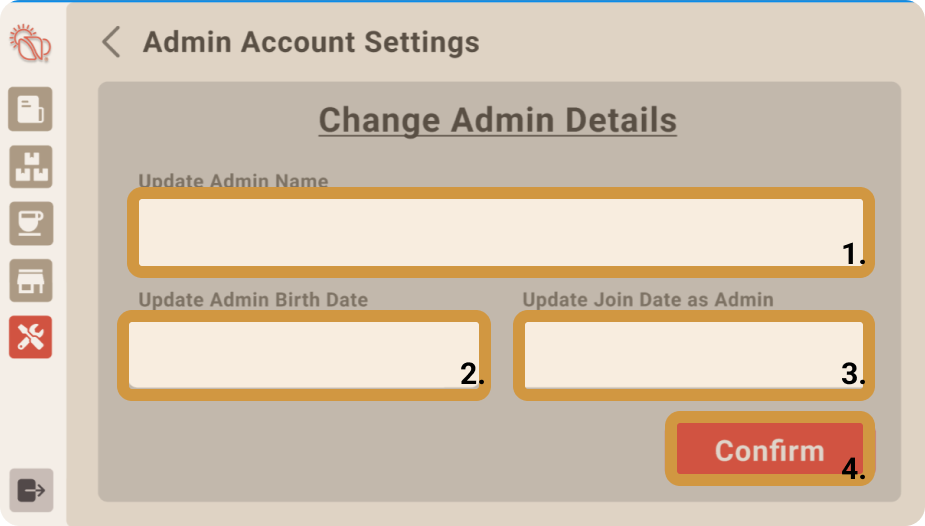 Admin Account Settings
Change Admin Details
Update Admin Name
1.
Update Admin Birth Date
Update Join Date as Admin
2.
3.
Confirm
4.